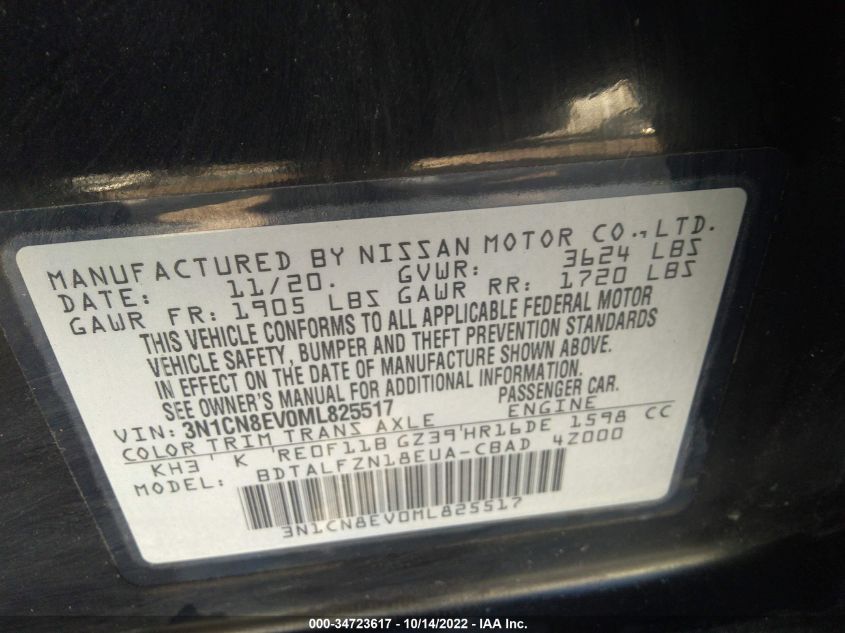 MANUFACTURED BY NISSAN MOTOR CO., LTD.
DATE: 11/20. GVWR: 3624 LBS
GAWR FR: 1905 LBS GAWR RR: 1720 LBS
THIS VEHICLE CONFORMS TO ALL APPLICABLE FEDERAL MOTOR
VEHICLE SAFETY, BUMPER AND THEFT PREVENTION STANDARDS
IN EFFECT ON THE DATE OF MANUFACTURE SHOWN ABOVE.
SEE OWNER'S MANUAL FOR ADDITIONAL INFORMATION.
VIN: 3N1CN8EV0ML825517 PASSENGER CAR.
COLOR TRIM TRANS AXLE ENGINE
KH3 ' K 'RE0F11B GZ39'HR16DE 1598 CC
MODEL: BDTALFZN18EUA-CBAD 4Z000
3N1CN8EV0ML825517
000-34723617 - 10/14/2022 - IAA Inc.